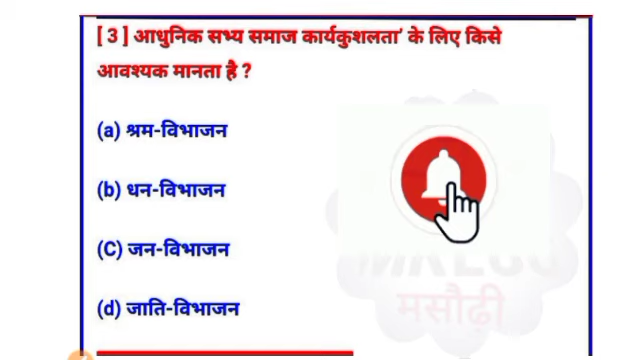 [ 3 ] आधुनिक सभ्य समाज कार्यकुशलता' के लिए किसे
आवश्यक मानता है ?
(a) श्रम-विभाजन
(b) धन-विभाजन
(C) जन-विभाजन
(d) जाति-विभाजन
मसौढ़ी